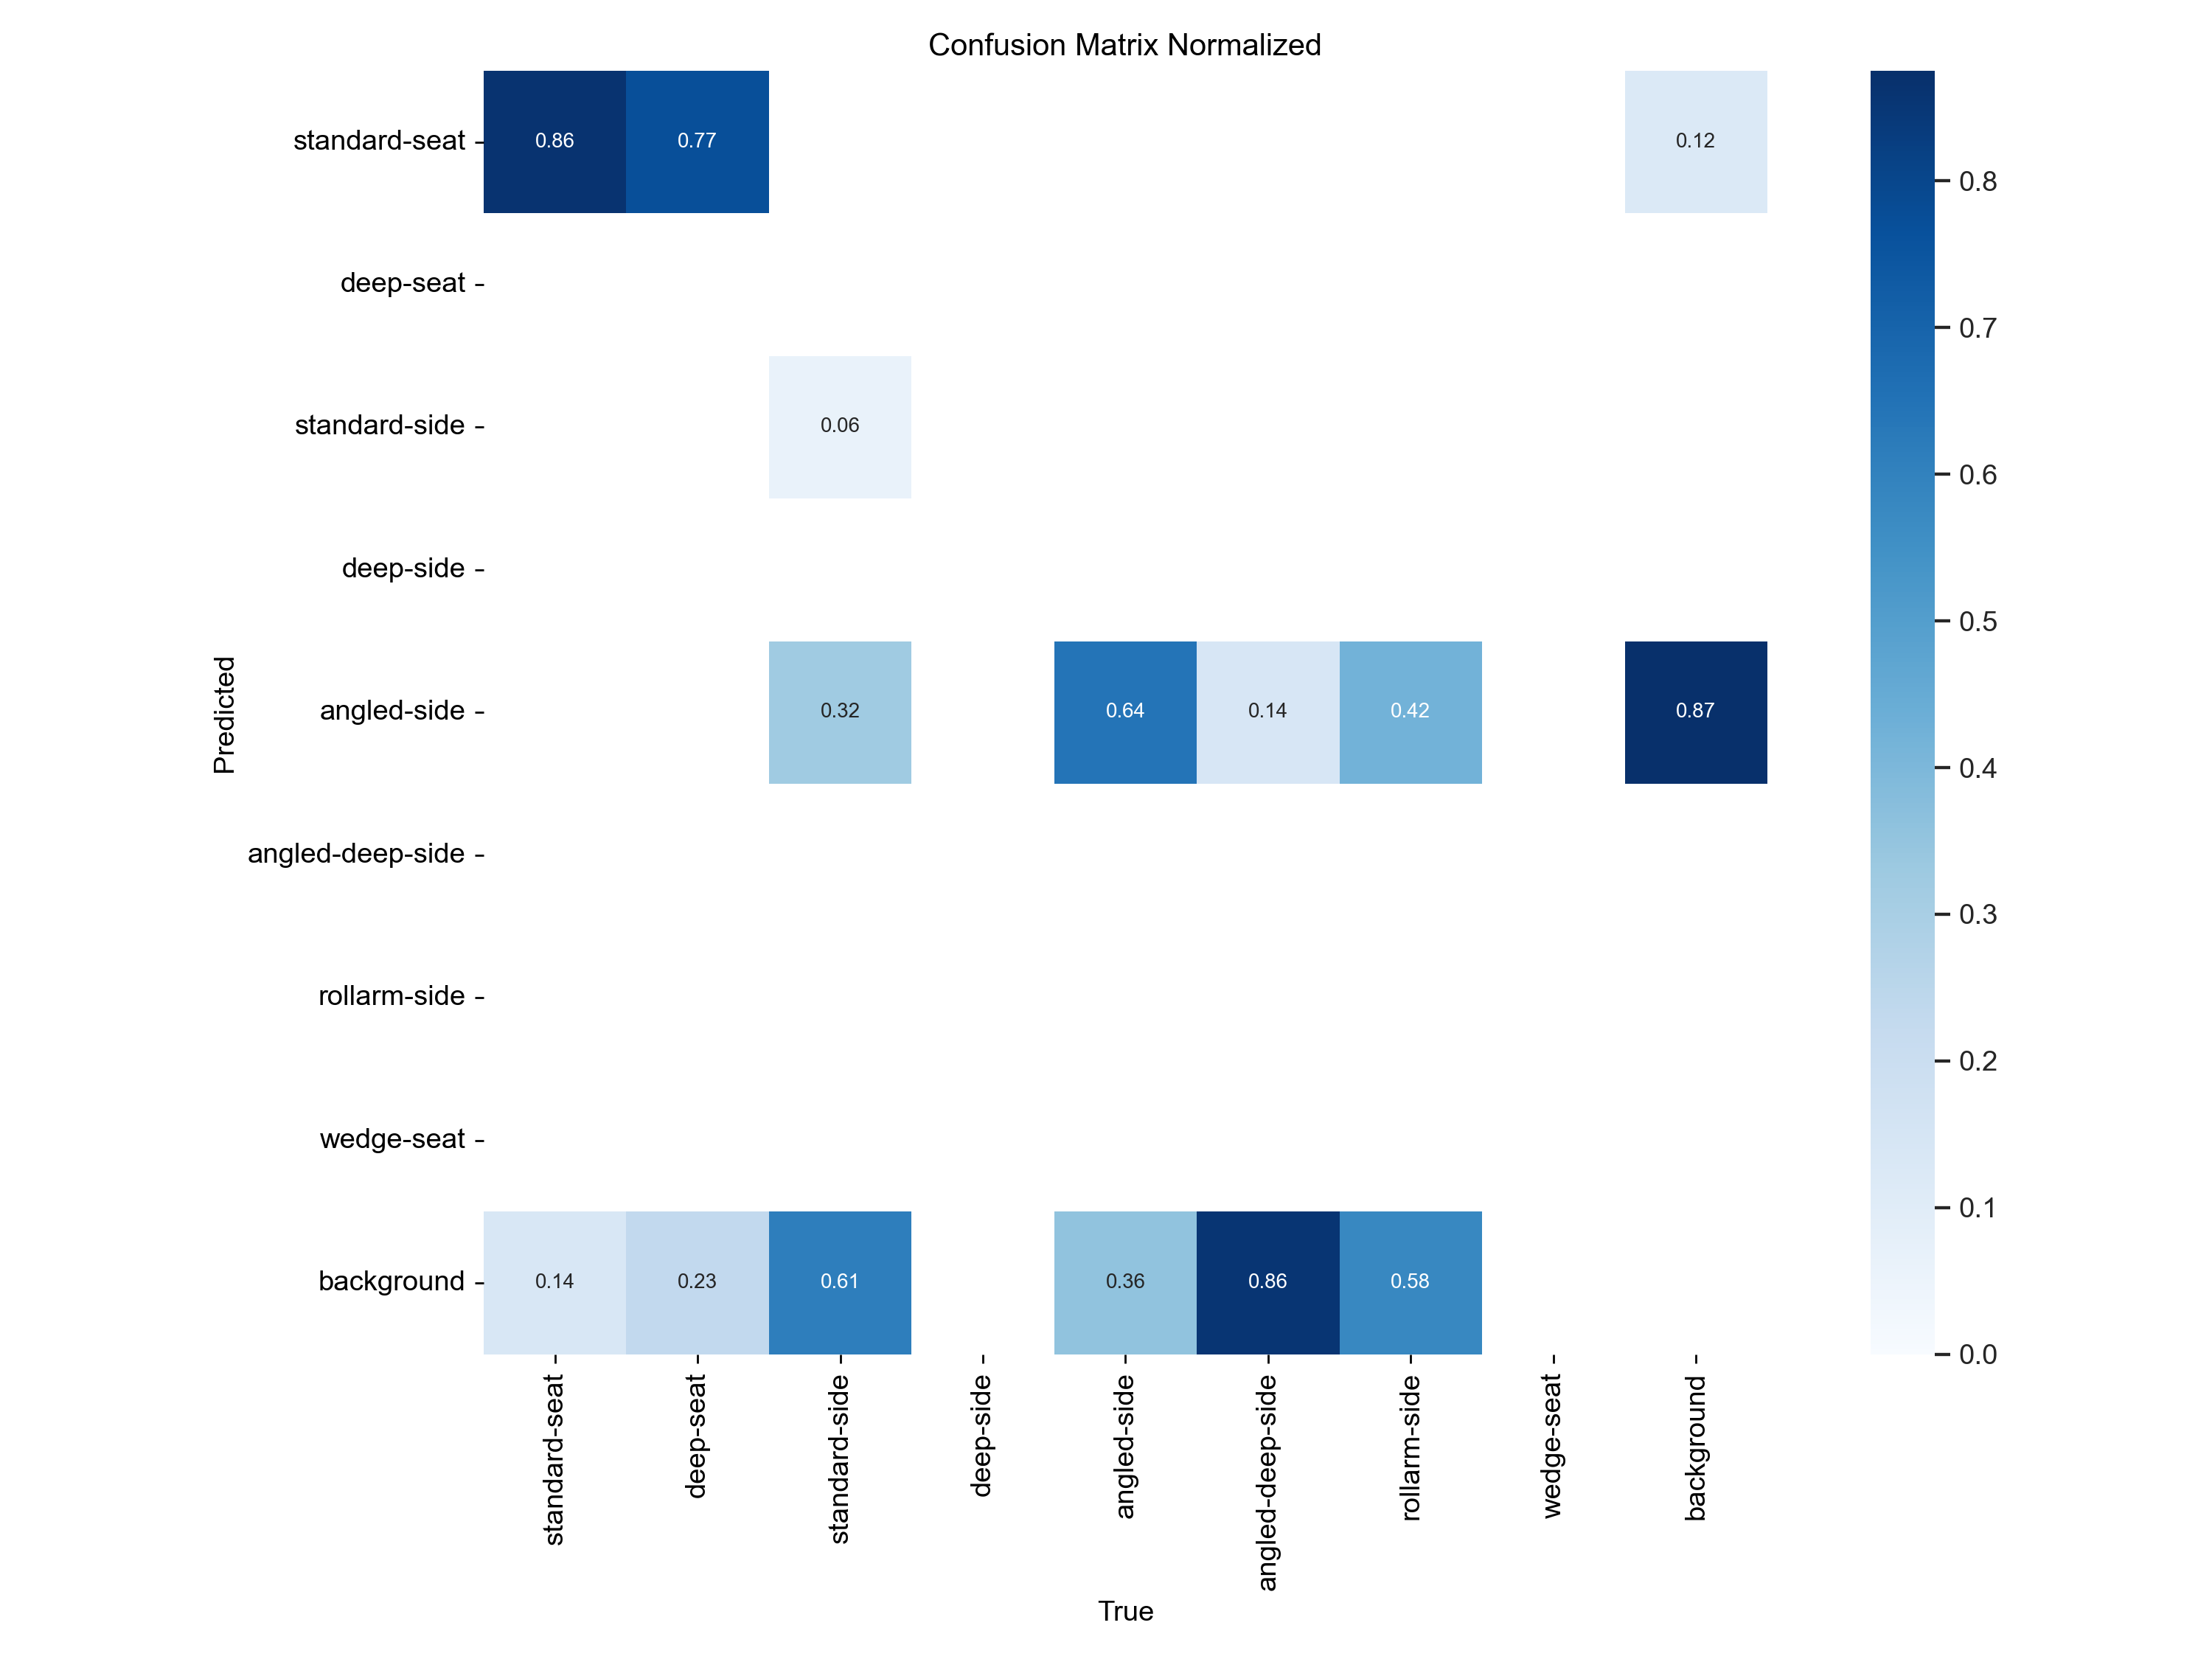 Confusion Matrix Normalized
standard-seat
0.86 0.77 0.12
deep-seat
standard-side
0.06
deep-side
angled-side
0.32 0.64 0.14 0.42 0.87
angled-deep-side
rollarm-side
wedge-seat
background
0.14 0.23 0.61 0.36 0.86 0.58
Predicted
standard-seat
deep-seat
standard-side
deep-side
angled-side
angled-deep-side
rollarm-side
wedge-seat
background
True
0.8
0.7
0.6
0.5
0.4
0.3
0.2
0.1
0.0